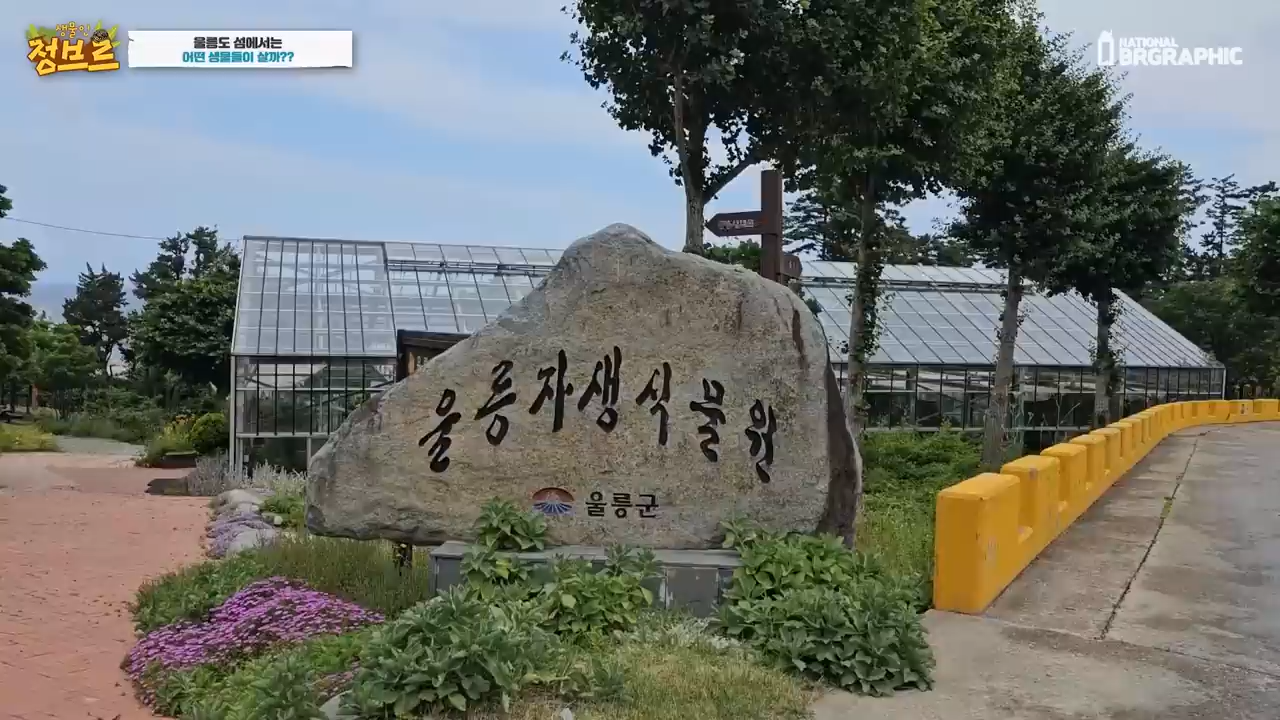 생물인
정브르
울릉도 섬에서는
어떤 생물들이 살까??
NATIONAL
BRGRAPHIC
울릉자생식물원
울릉군